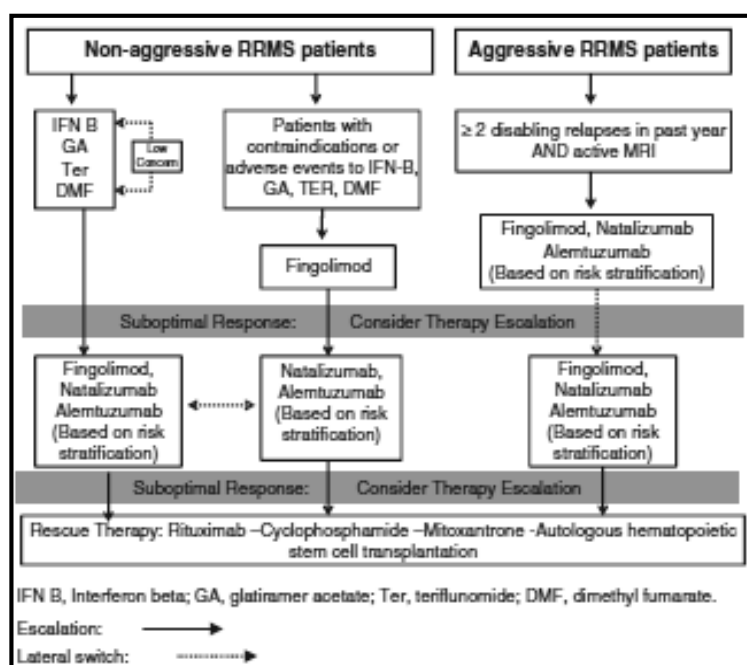 Non-aggressive RRMS patients
Aggressive RRMS patients
IFN B
GA
Ter
DMF
Low
Concern
Patients with
contraindications or
adverse events to IFN-B,
GA, TER, DMF
≥ 2 disabling relapses in past year
AND active MRI
Fingolimod
Fingolimod, Natalizumab
Alemtuzumab
(Based on risk stratification)
Suboptimal Response: Consider Therapy Escalation
Fingolimod,
Natalizumab
Alemtuzumab
(Based on risk
stratification)
Natalizumab,
Alemtuzumab
(Based on risk
stratification)
Fingolimod,
Natalizumab
Alemtuzumab
(Based on risk
stratification)
Suboptimal Response: Consider Therapy Escalation
Rescue Therapy: Rituximab –Cyclophosphamide –Mitoxantrone -Autologous hematopoietic
stem cell transplantation
IFN B, Interferon beta; GA, glatiramer acetate; Ter, teriflunomide; DMF, dimethyl fumarate.
Escalation:
Lateral switch: